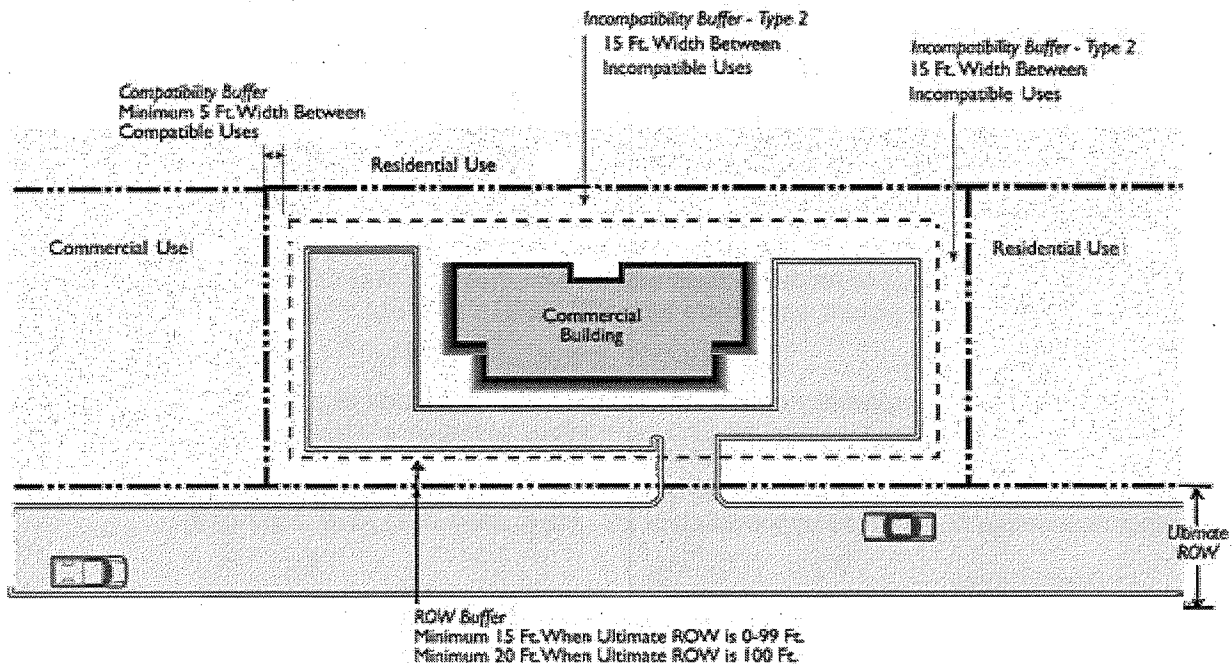 Incompatibility Buffer - Type 2
15 Ft. Width Between
Incompatible Uses
Incompatibility Buffer - Type 2
15 Ft. Width Between
Incompatible Uses
Compatibility Buffer
Minimum 5 Ft. Width Between
Compatible Uses
Residential Use
Commercial Use
Residential Use
Commercial
Building
Ultimate
ROW
ROW Buffer
Minimum 15 Ft. When Ultimate ROW is 0-99 Ft.
Minimum 20 Ft. When Ultimate ROW is 100 Ft.